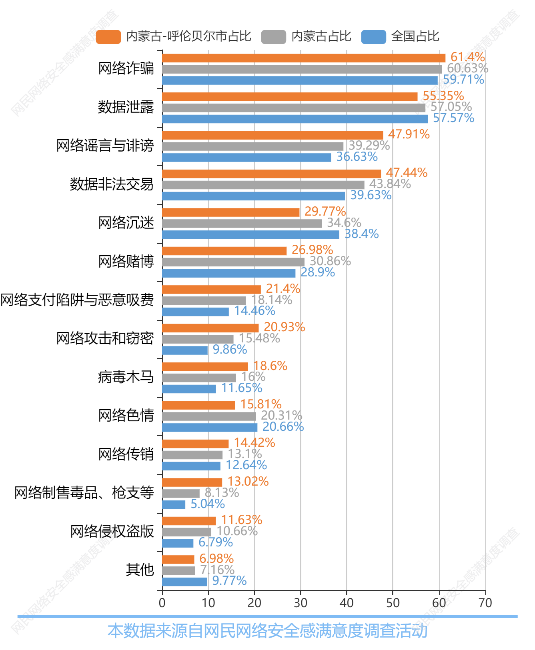 内蒙古-呼伦贝尔市占比 内蒙古占比 全国占比
网络诈骗 61.4%
60.63%
59.71%
数据泄露 55.35%
57.05%
57.57%
网络谣言与诽谤 47.91%
39.29%
36.63%
数据非法交易 47.44%
43.84%
39.63%
网络沉迷 29.77%
34.6%
38.4%
网络赌博 26.98%
30.86%
28.9%
网络支付陷阱与恶意吸费 21.4%
18.14%
14.46%
网络攻击和窃密 20.93%
15.48%
9.86%
病毒木马 18.6%
16%
11.65%
网络色情 15.81%
20.31%
20.66%
网络传销 14.42%
13.1%
12.64%
网络制售毒品、枪支等 13.02%
8.13%
5.04%
网络侵权盗版 11.63%
10.66%
6.79%
其他 6.98%
7.16%
9.77%
0 10 20 30 40 50 60 70
本数据来源自网民网络安全感满意度调查活动